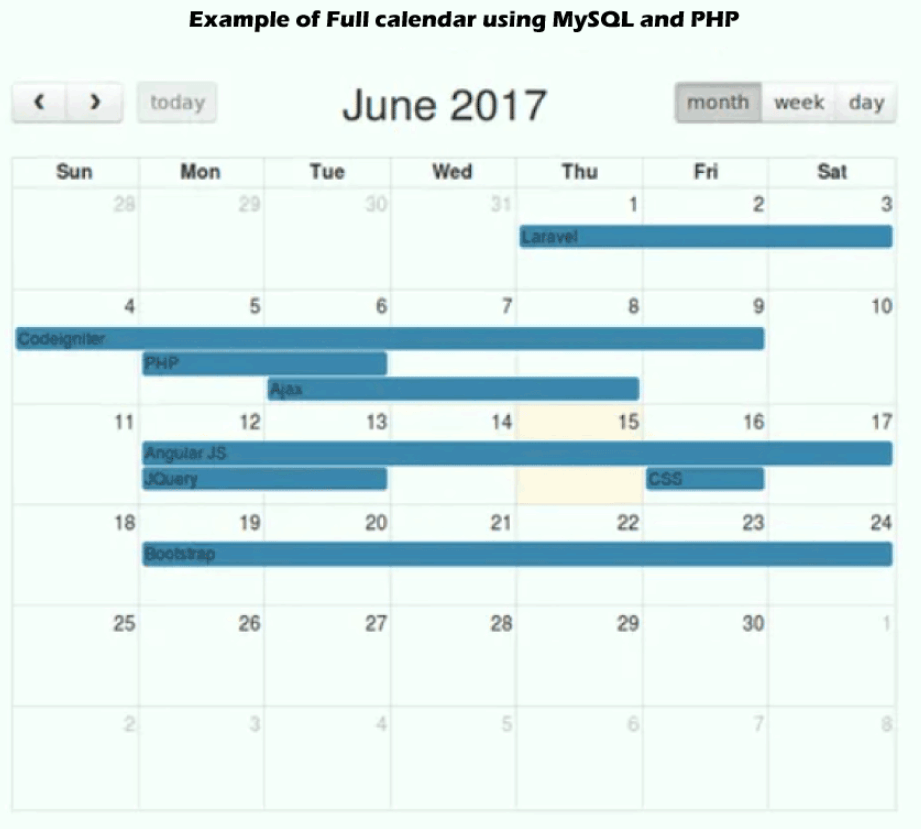 Example of Full calendar using MySQL and PHP
‹ › today June 2017 month week day
Sun Mon Tue Wed Thu Fri Sat
28 29 30 31 1 2 3
Laravel
4 5 6 7 8 9 10
Codeigniter
PHP
Ajax
11 12 13 14 15 16 17
Angular JS
JQuery CSS
18 19 20 21 22 23 24
Bootstrap
25 26 27 28 29 30 1
2 3 4 5 6 7 8